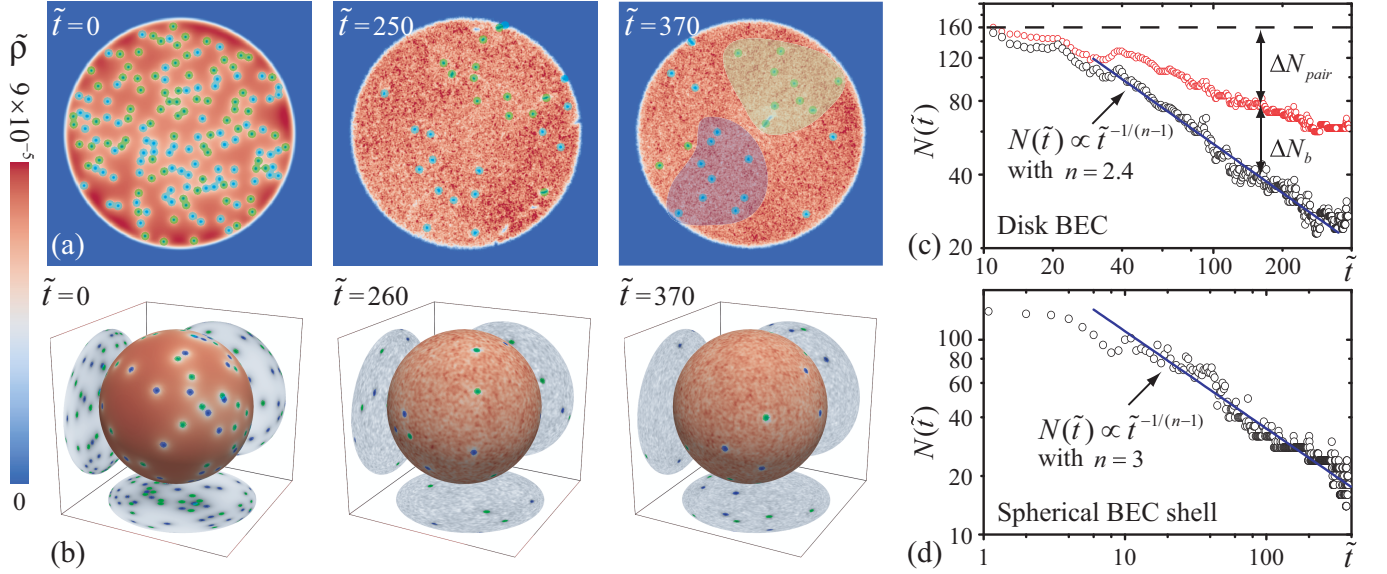 t̃ = 0
t̃ = 250
t̃ = 370
ρ̃
9×10⁻⁵
0
(a)
t̃ = 0
t̃ = 260
t̃ = 370
(b)
160
120
80
40
20
N(t̃)
ΔN_pair
ΔN_b
N(t̃) ∝ t̃^{-1/(n-1)}
with n = 2.4
Disk BEC
(c)
10
20
40
100
200
t̃
100
80
60
40
20
10
N(t̃)
N(t̃) ∝ t̃^{-1/(n-1)}
with n = 3
Spherical BEC shell
(d)
1
10
100
t̃